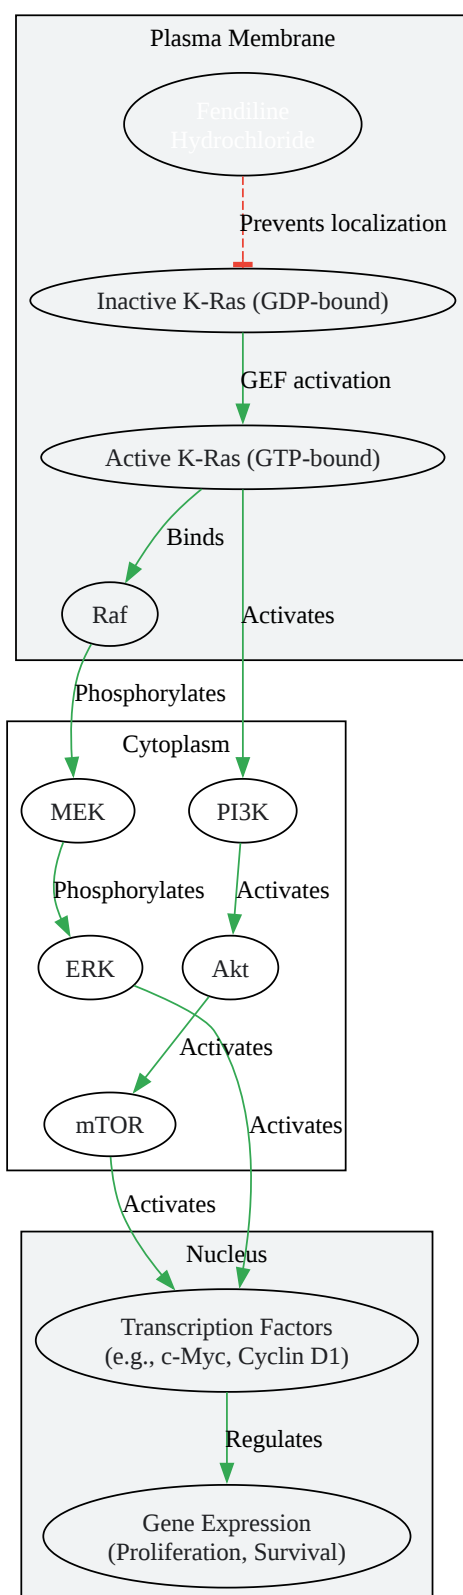 Plasma Membrane
Fendiline
Hydrochloride
Prevents localization
Inactive K-Ras (GDP-bound)
GEF activation
Active K-Ras (GTP-bound)
Binds
Raf
Activates
Phosphorylates
Cytoplasm
MEK
PI3K
Phosphorylates
Activates
ERK
Akt
Activates
mTOR
Activates
Activates
Nucleus
Transcription Factors
(e.g., c-Myc, Cyclin D1)
Regulates
Gene Expression
(Proliferation, Survival)